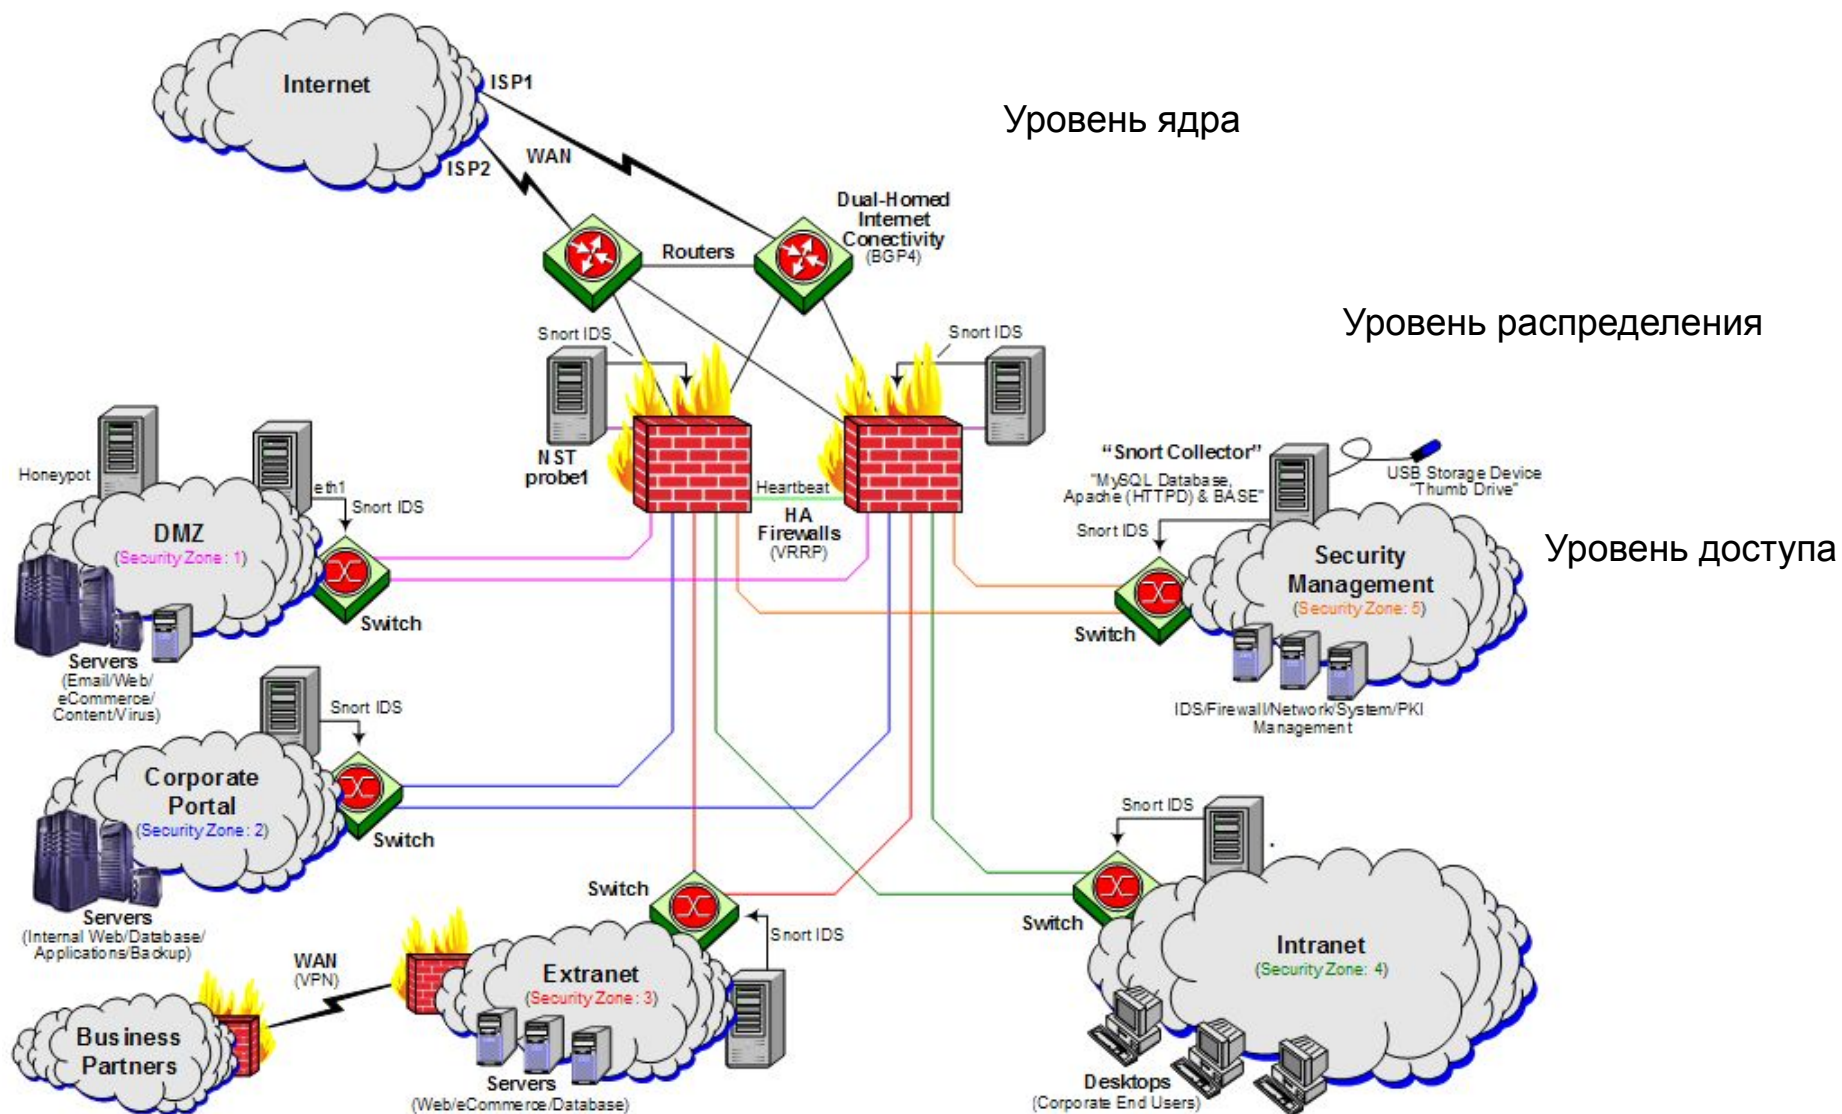 Internet
ISP1
ISP2
WAN
Уровень ядра
Dual-Homed
Internet
Conectivity
(BGP4)
Routers
Уровень распределения
Snort IDS
Snort IDS
NST
probe1
Heartbeat
HA
Firewalls
(VRRP)
Honeypot
eth1
Snort IDS
DMZ
(Security Zone: 1)
Switch
Servers
(Email/Web/
eCommerce/
Content/Virus)
“Snort Collector”
"MySQL Database,
Apache (HTTPD) & BASE"
USB Storage Device
"Thumb Drive"
Snort IDS
Уровень доступа
Security
Management
(Security Zone: 5)
Switch
IDS/Firewall/Network/System/PKI
Management
Snort IDS
Corporate
Portal
(Security Zone: 2)
Switch
Servers
(Internal Web/Database/
Applications/Backup)
Snort IDS
Switch
Intranet
(Security Zone: 4)
Desktops
(Corporate End Users)
Switch
Snort IDS
Extranet
(Security Zone: 3)
Servers
(Web/eCommerce/Database)
WAN
(VPN)
Business
Partners